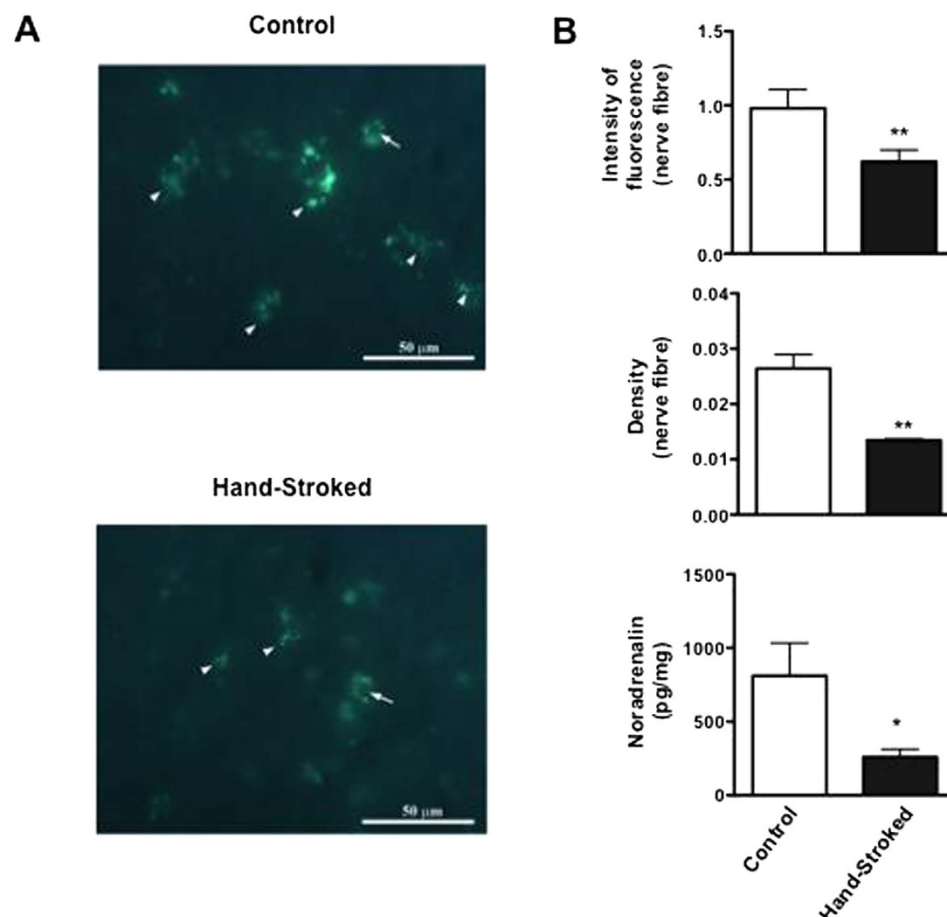 A
Control
50 µm
Hand-Stroked
50 µm
B
Intensity of
fluorescence
(nerve fibre)
1.5
1.0
0.5
0.0
**
Density
(nerve fibre)
0.04
0.03
0.02
0.01
0.00
**
Noradrenalin
(pg/mg)
1500
1000
500
0
*
Control
Hand-Stroked